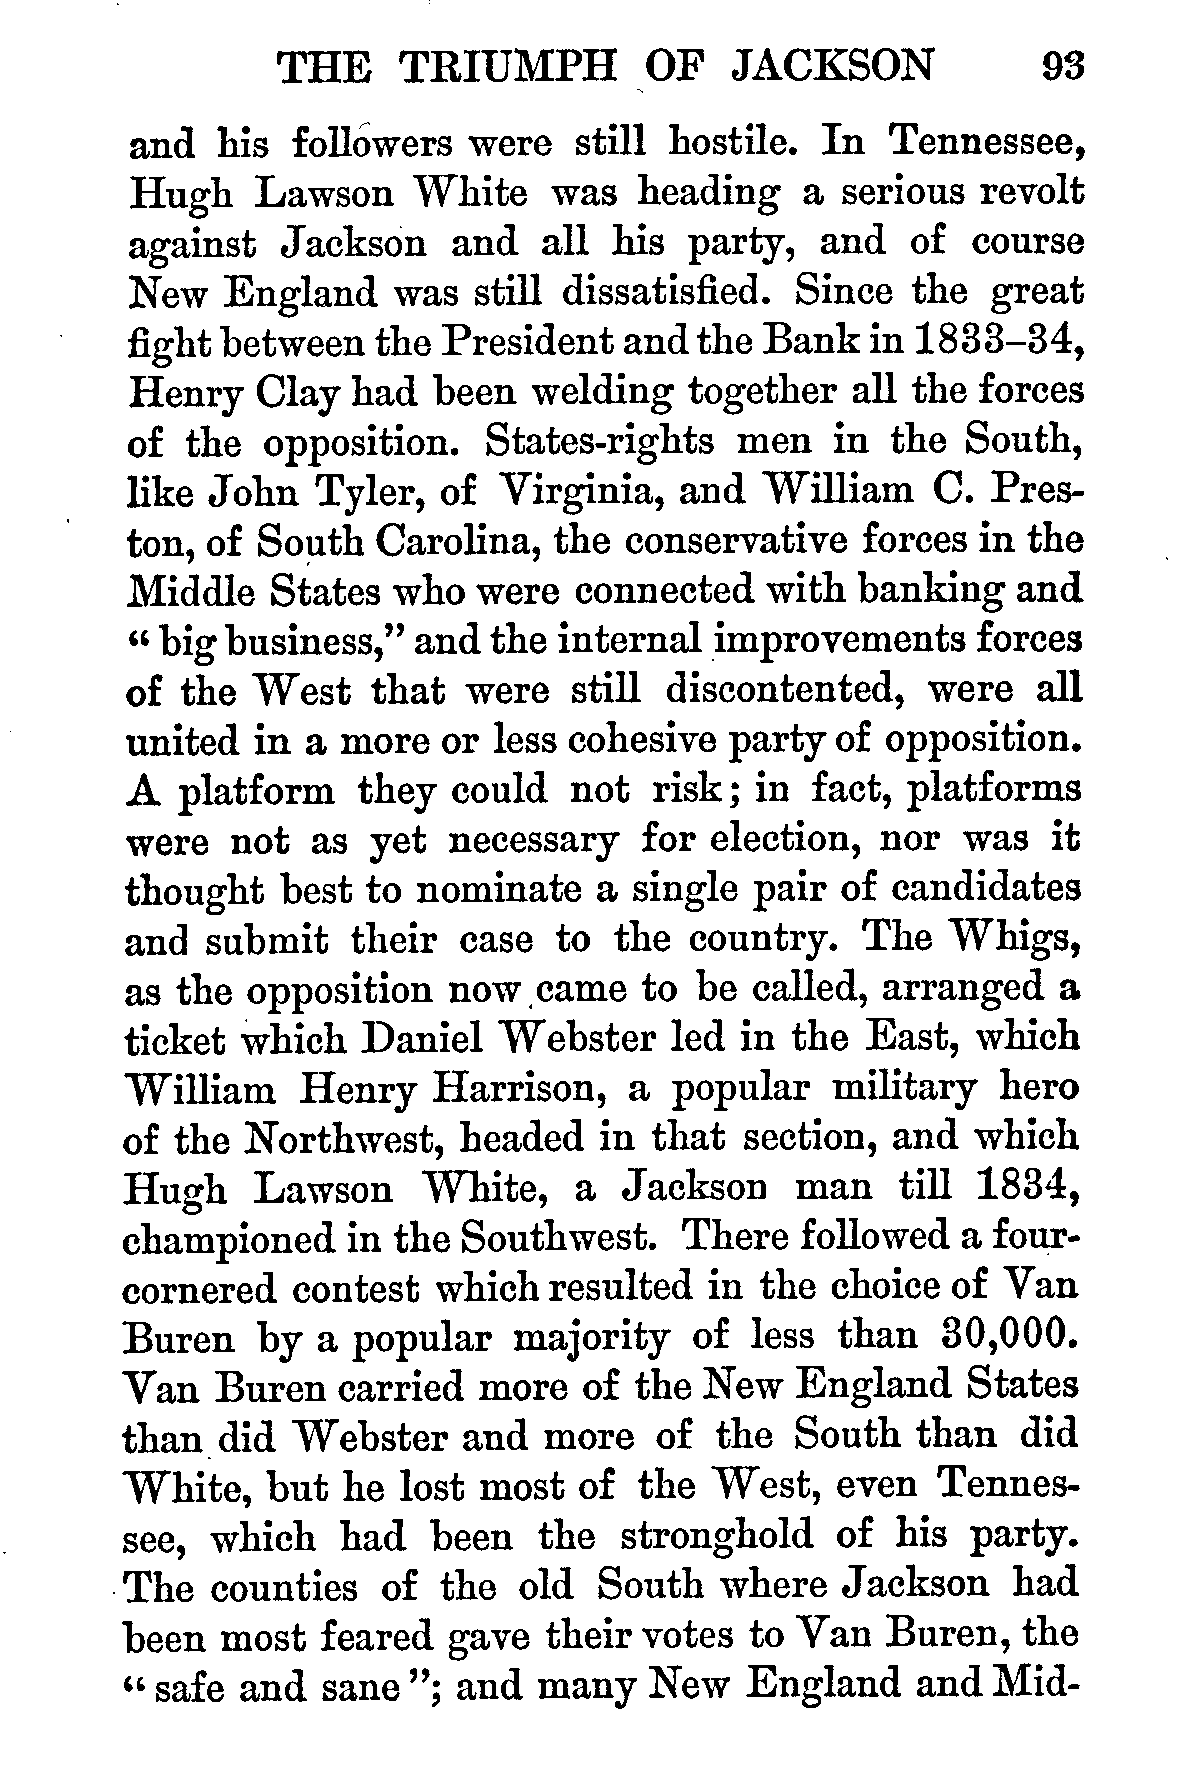 THE TRIUMPH OF JACKSON 93
and his followers were still hostile. In Tennessee,
Hugh Lawson White was heading a serious revolt
against Jackson and all his party, and of course
New England was still dissatisfied. Since the great
fight between the President and the Bank in 1833–34,
Henry Clay had been welding together all the forces
of the opposition. States-rights men in the South,
like John Tyler, of Virginia, and William C. Pres-
ton, of South Carolina, the conservative forces in the
Middle States who were connected with banking and
“ big business,” and the internal improvements forces
of the West that were still discontented, were all
united in a more or less cohesive party of opposition.
A platform they could not risk; in fact, platforms
were not as yet necessary for election, nor was it
thought best to nominate a single pair of candidates
and submit their case to the country. The Whigs,
as the opposition now came to be called, arranged a
ticket which Daniel Webster led in the East, which
William Henry Harrison, a popular military hero
of the Northwest, headed in that section, and which
Hugh Lawson White, a Jackson man till 1834,
championed in the Southwest. There followed a four-
cornered contest which resulted in the choice of Van
Buren by a popular majority of less than 30,000.
Van Buren carried more of the New England States
than did Webster and more of the South than did
White, but he lost most of the West, even Tennes-
see, which had been the stronghold of his party.
The counties of the old South where Jackson had
been most feared gave their votes to Van Buren, the
“ safe and sane ”; and many New England and Mid-